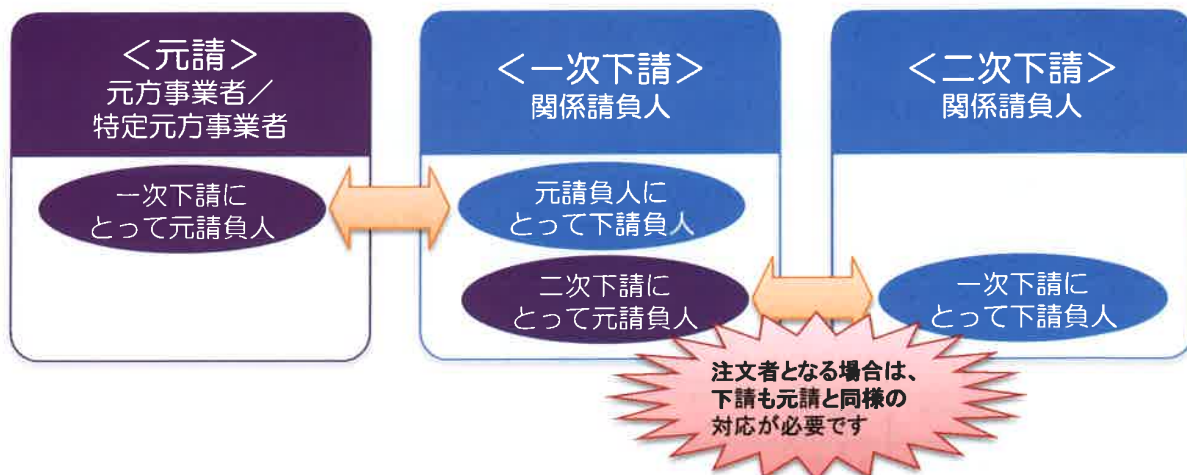 ＜元請＞
元方事業者／
特定元方事業者
一次下請に
とって元請負人
＜一次下請＞
関係請負人
元請負人に
とって下請負人
二次下請に
とって元請負人
＜二次下請＞
関係請負人
一次下請に
とって下請負人
注文者となる場合は、
下請も元請と同様の
対応が必要です